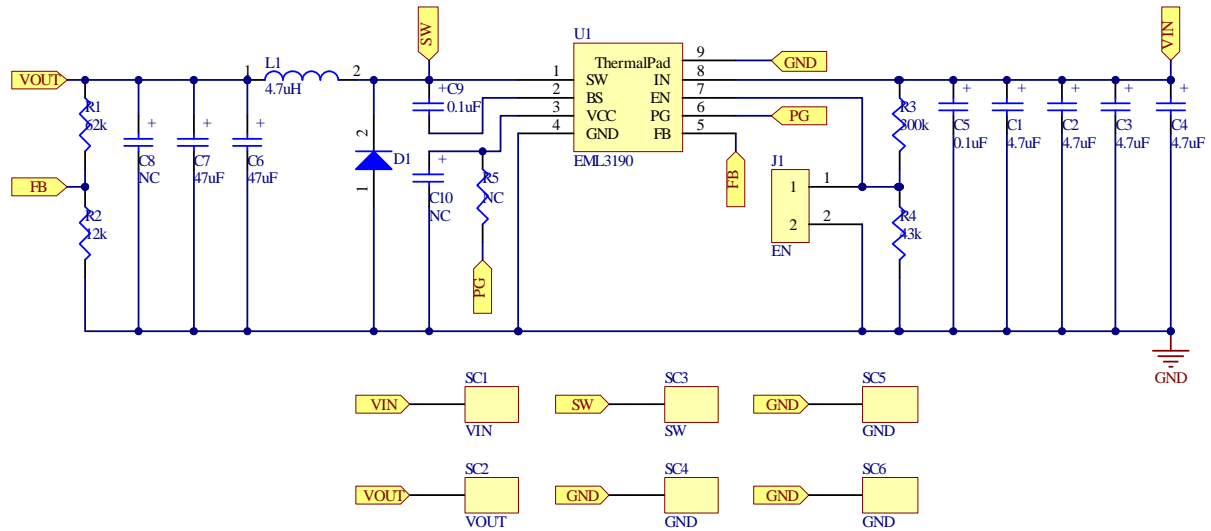 SW
VIN
U1
ThermalPad
9
GND
VOUT
1
L1
2
4.7uH
1
SW
IN
8
C9
0.1uF
2
BS
EN
7
3
VCC
PG
6
PG
4
GND
FB
5
EML3190
R1
62k
R3
300k
C5
0.1uF
C1
4.7uF
C2
4.7uF
C3
4.7uF
C4
4.7uF
C8
NC
C7
47uF
C6
47uF
2
D1
1
C10
NC
R5
NC
FB
J1
1
1
2
2
EN
FB
R2
12k
R4
43k
PG
GND
SC1
VIN
VIN
SC3
SW
SW
SC5
GND
GND
SC2
VOUT
VOUT
SC4
GND
GND
SC6
GND
GND